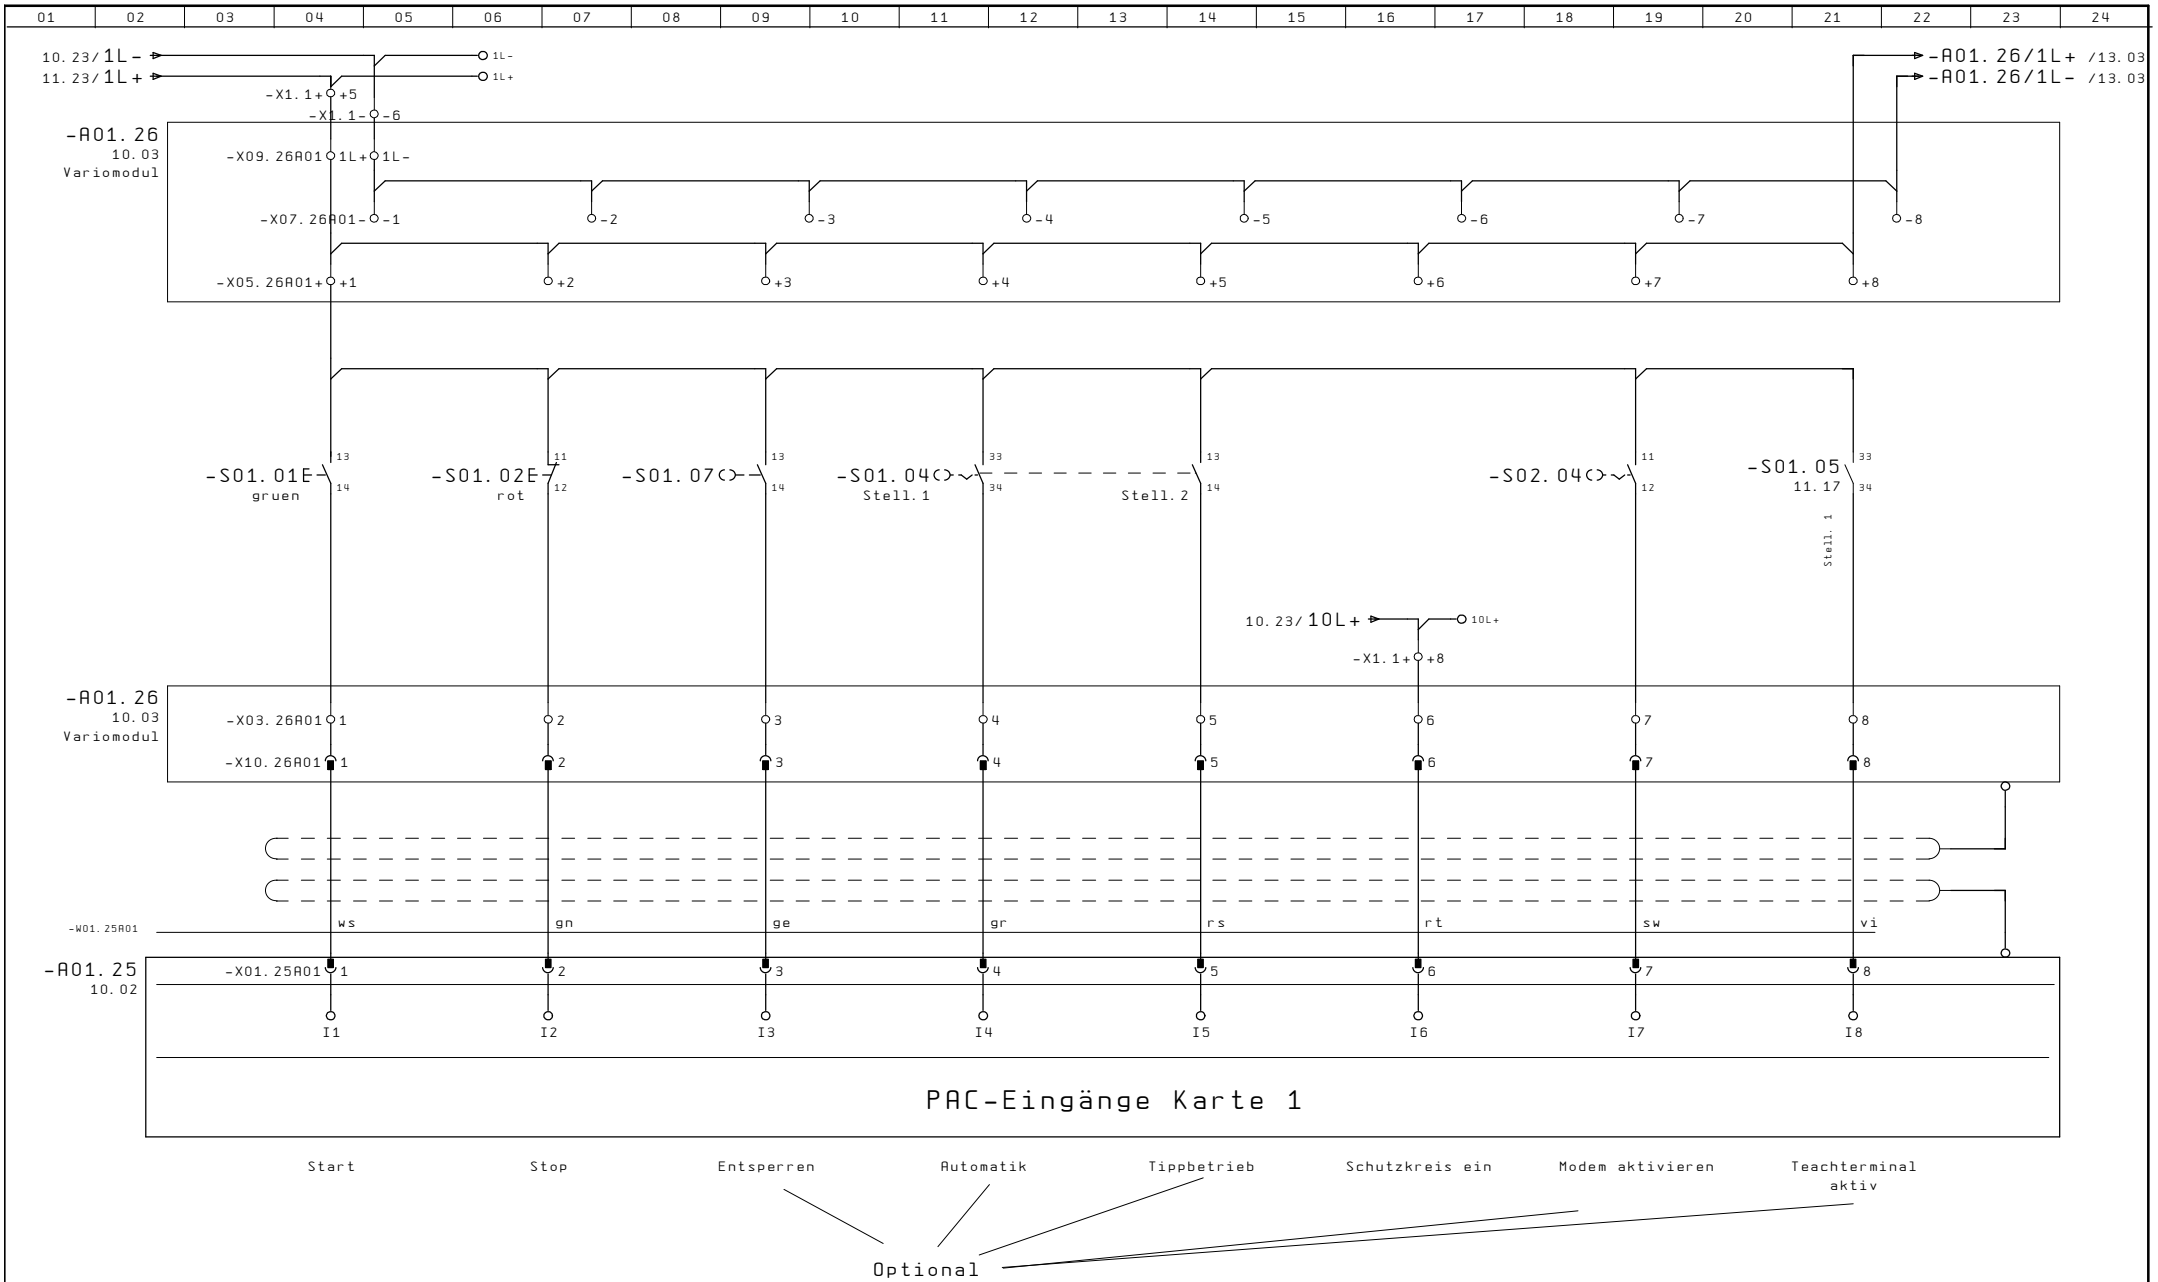 01 02 03 04 05 06 07 08 09 10 11 12 13 14 15 16 17 18 19 20 21 22 23 24
10.23/1L- 1L- -A01.26/1L+ /13.03
11.23/1L+ 1L+ -A01.26/1L- /13.03
-X1.1+ +5
-X1.1- -6
-A01.26
10.03
Variomodul
-X09.26A01 1L+ 1L-
-X07.26A01- -1 -2 -3 -4 -5 -6 -7 -8
-X05.26A01+ +1 +2 +3 +4 +5 +6 +7 +8
13 11 13 33 13 11 33
-S01.01E -S01.02E -S01.07 -S01.04 -S02.04 -S01.05
14 12 14 34 14 12 34
gruen rot Stell.1 Stell.2 11.17
Stell. 1
10.23/10L+ 10L+
-X1.1+ +8
-A01.26
10.03
Variomodul
-X03.26A01 1 2 3 4 5 6 7 8
-X10.26A01 1 2 3 4 5 6 7 8
ws gn ge gr rs rt sw vi
-W01.25A01
-A01.25
10.02
-X01.25A01 1 2 3 4 5 6 7 8
I1 I2 I3 I4 I5 I6 I7 I8
PAC-Eingänge Karte 1
Start Stop Entsperren Automatik Tippbetrieb Schutzkreis ein Modem aktivieren Teachterminal
aktiv
Optional